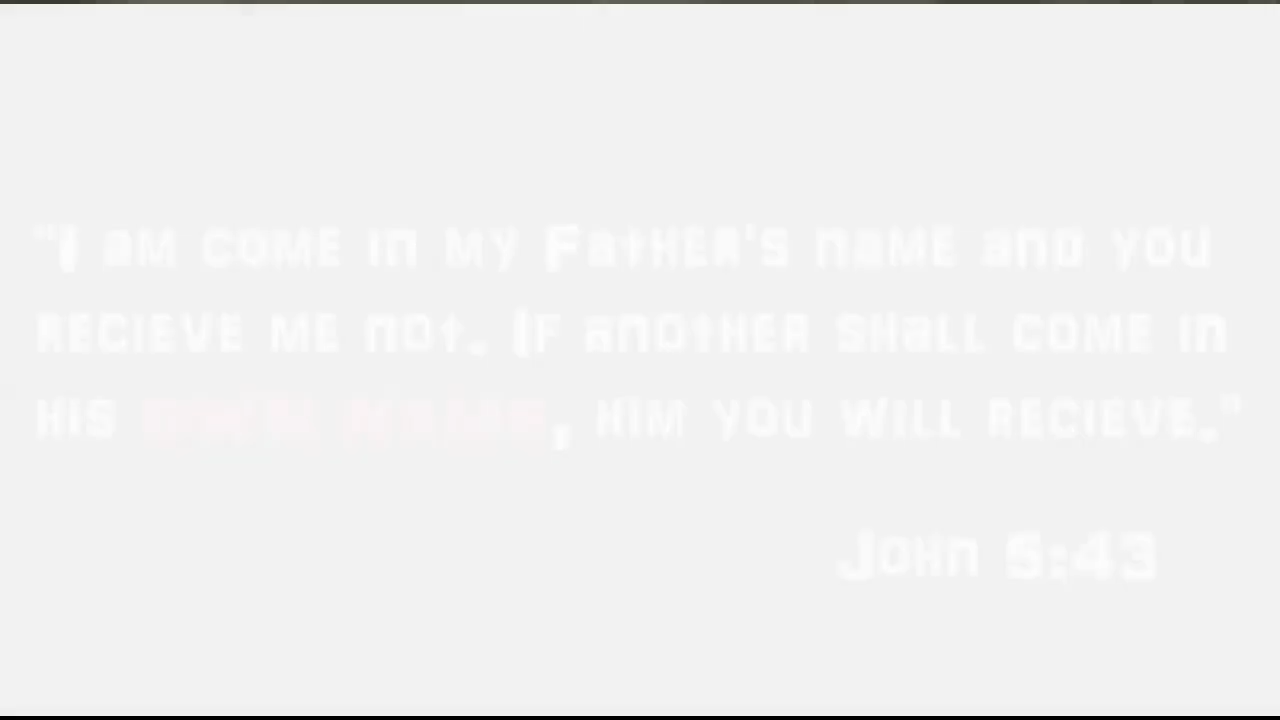 "I am come in my Father's name and you
recieve me not. If another shall come in
his own name, him you will recieve."
John 5:43